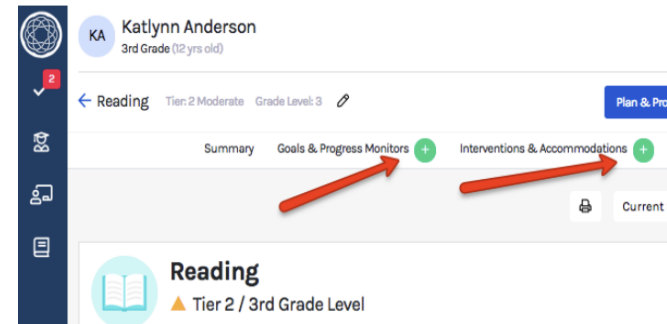 KA
Katlynn Anderson
3rd Grade (12 yrs old)
2
← Reading Tier: 2 Moderate Grade Level: 3
Plan & Pro
Summary Goals & Progress Monitors + Interventions & Accommodations +
Current
Reading
Tier 2 / 3rd Grade Level